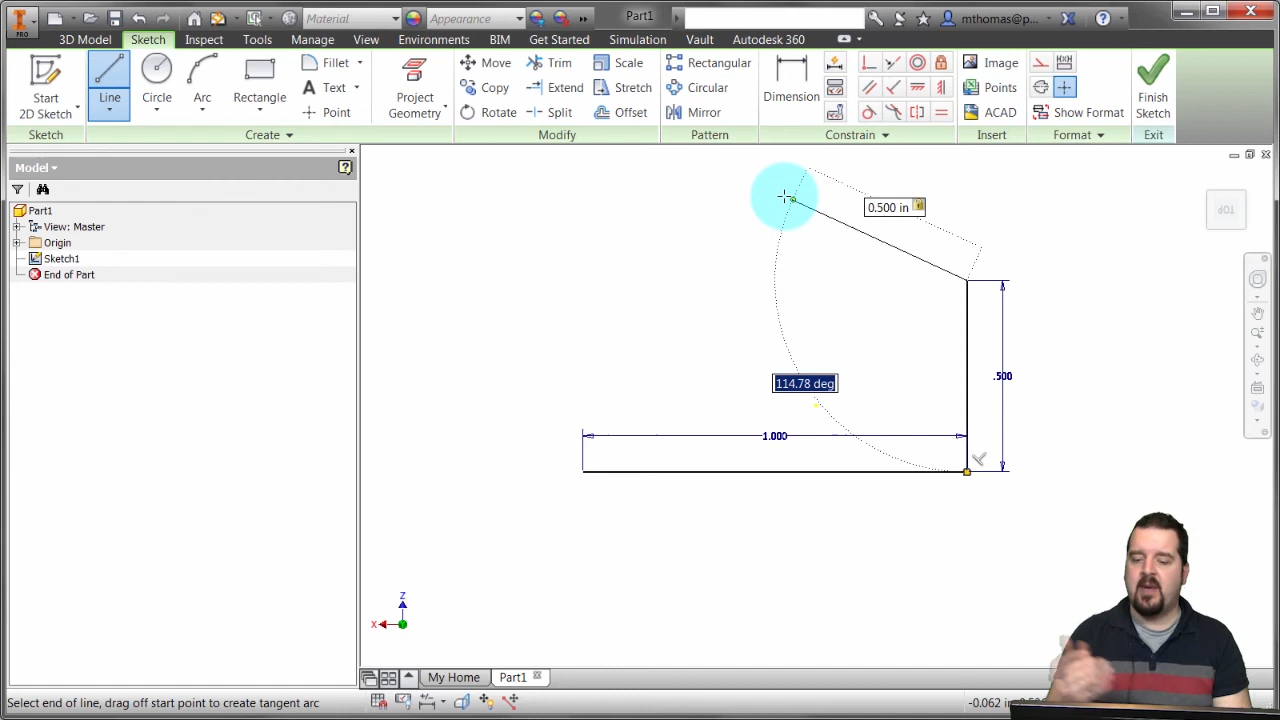 PRO
Material
Appearance
Part1
mthomas@p...
3D Model
Sketch
Inspect
Tools
Manage
View
Environments
BIM
Get Started
Simulation
Vault
Autodesk 360
Start
2D Sketch
Line
Circle
Arc
Rectangle
Fillet
Text
Point
Project
Geometry
Move
Copy
Rotate
Trim
Extend
Split
Scale
Stretch
Offset
Rectangular
Circular
Mirror
Dimension
Image
Points
ACAD
Show Format
Finish
Sketch
Sketch
Create
Modify
Pattern
Constrain
Insert
Format
Exit
Model
Part1
View: Master
Origin
Sketch1
End of Part
TOP
0.500 in
.500
114.78 deg
1.000
Z
X
My Home
Part1
Select end of line, drag off start point to create tangent arc